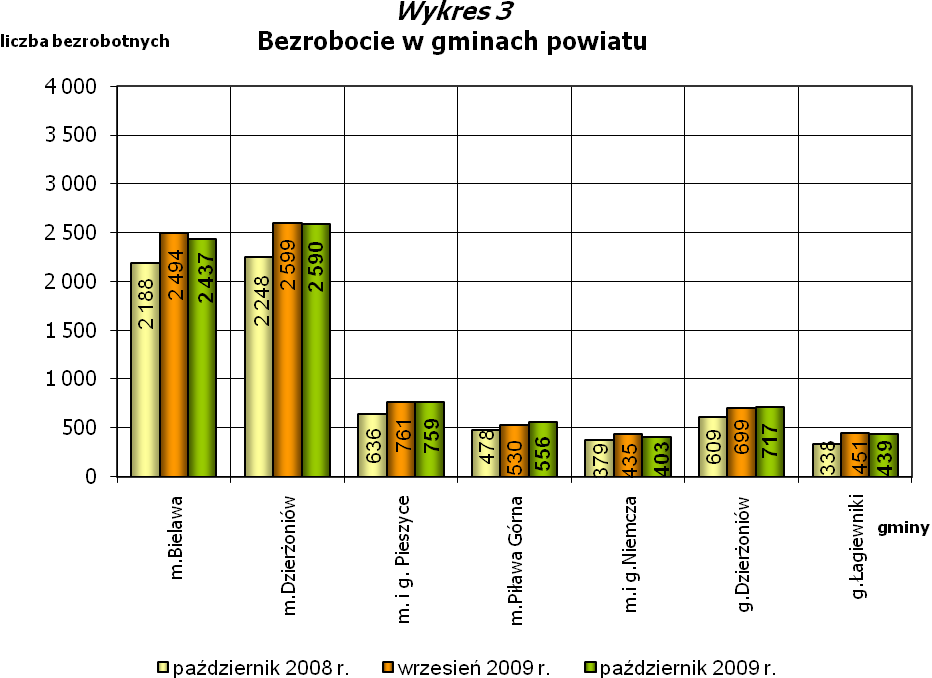 Wykres 3
liczba bezrobotnych
Bezrobocie w gminach powiatu
4 000
3 500
3 000
2 500
2 000
1 500
1 000
500
0
2 188
2 494
2 437
2 248
2 599
2 590
636
761
759
478
530
556
379
435
403
609
699
717
338
451
439
m.Bielawa
m.Dzierżoniów
m. i g. Pieszyce
m.Piława Górna
m.i g.Niemcza
g.Dzierżoniów
g.Łagiewniki
gminy
październik 2008 r.
wrzesień 2009 r.
październik 2009 r.